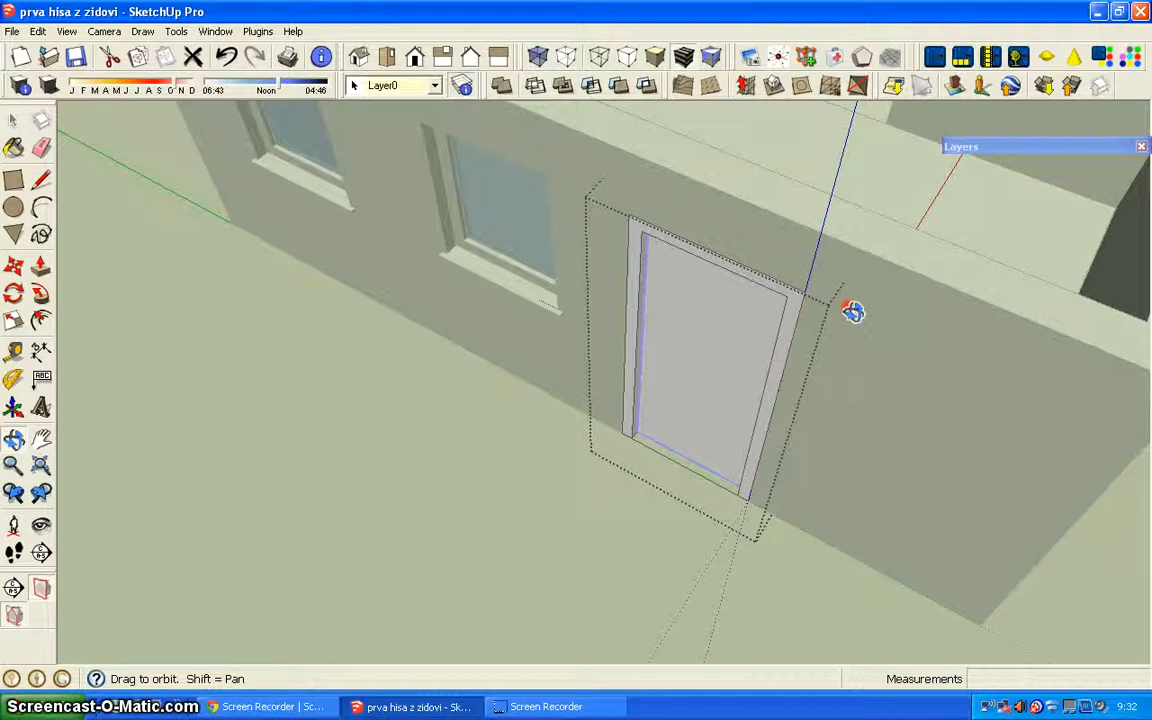 prva hisa z zidovi - SketchUp Pro
File Edit View Camera Draw Tools Window Plugins Help
J F M A M J J A S O N D 06:43 Noon 04:46 Layer0
Layers
ABC
Drag to orbit. Shift = Pan Measurements
Screencast-O-Matic.com Screen Recorder | Sc... prva hisa z zidovi - Sk... Screen Recorder 9:32